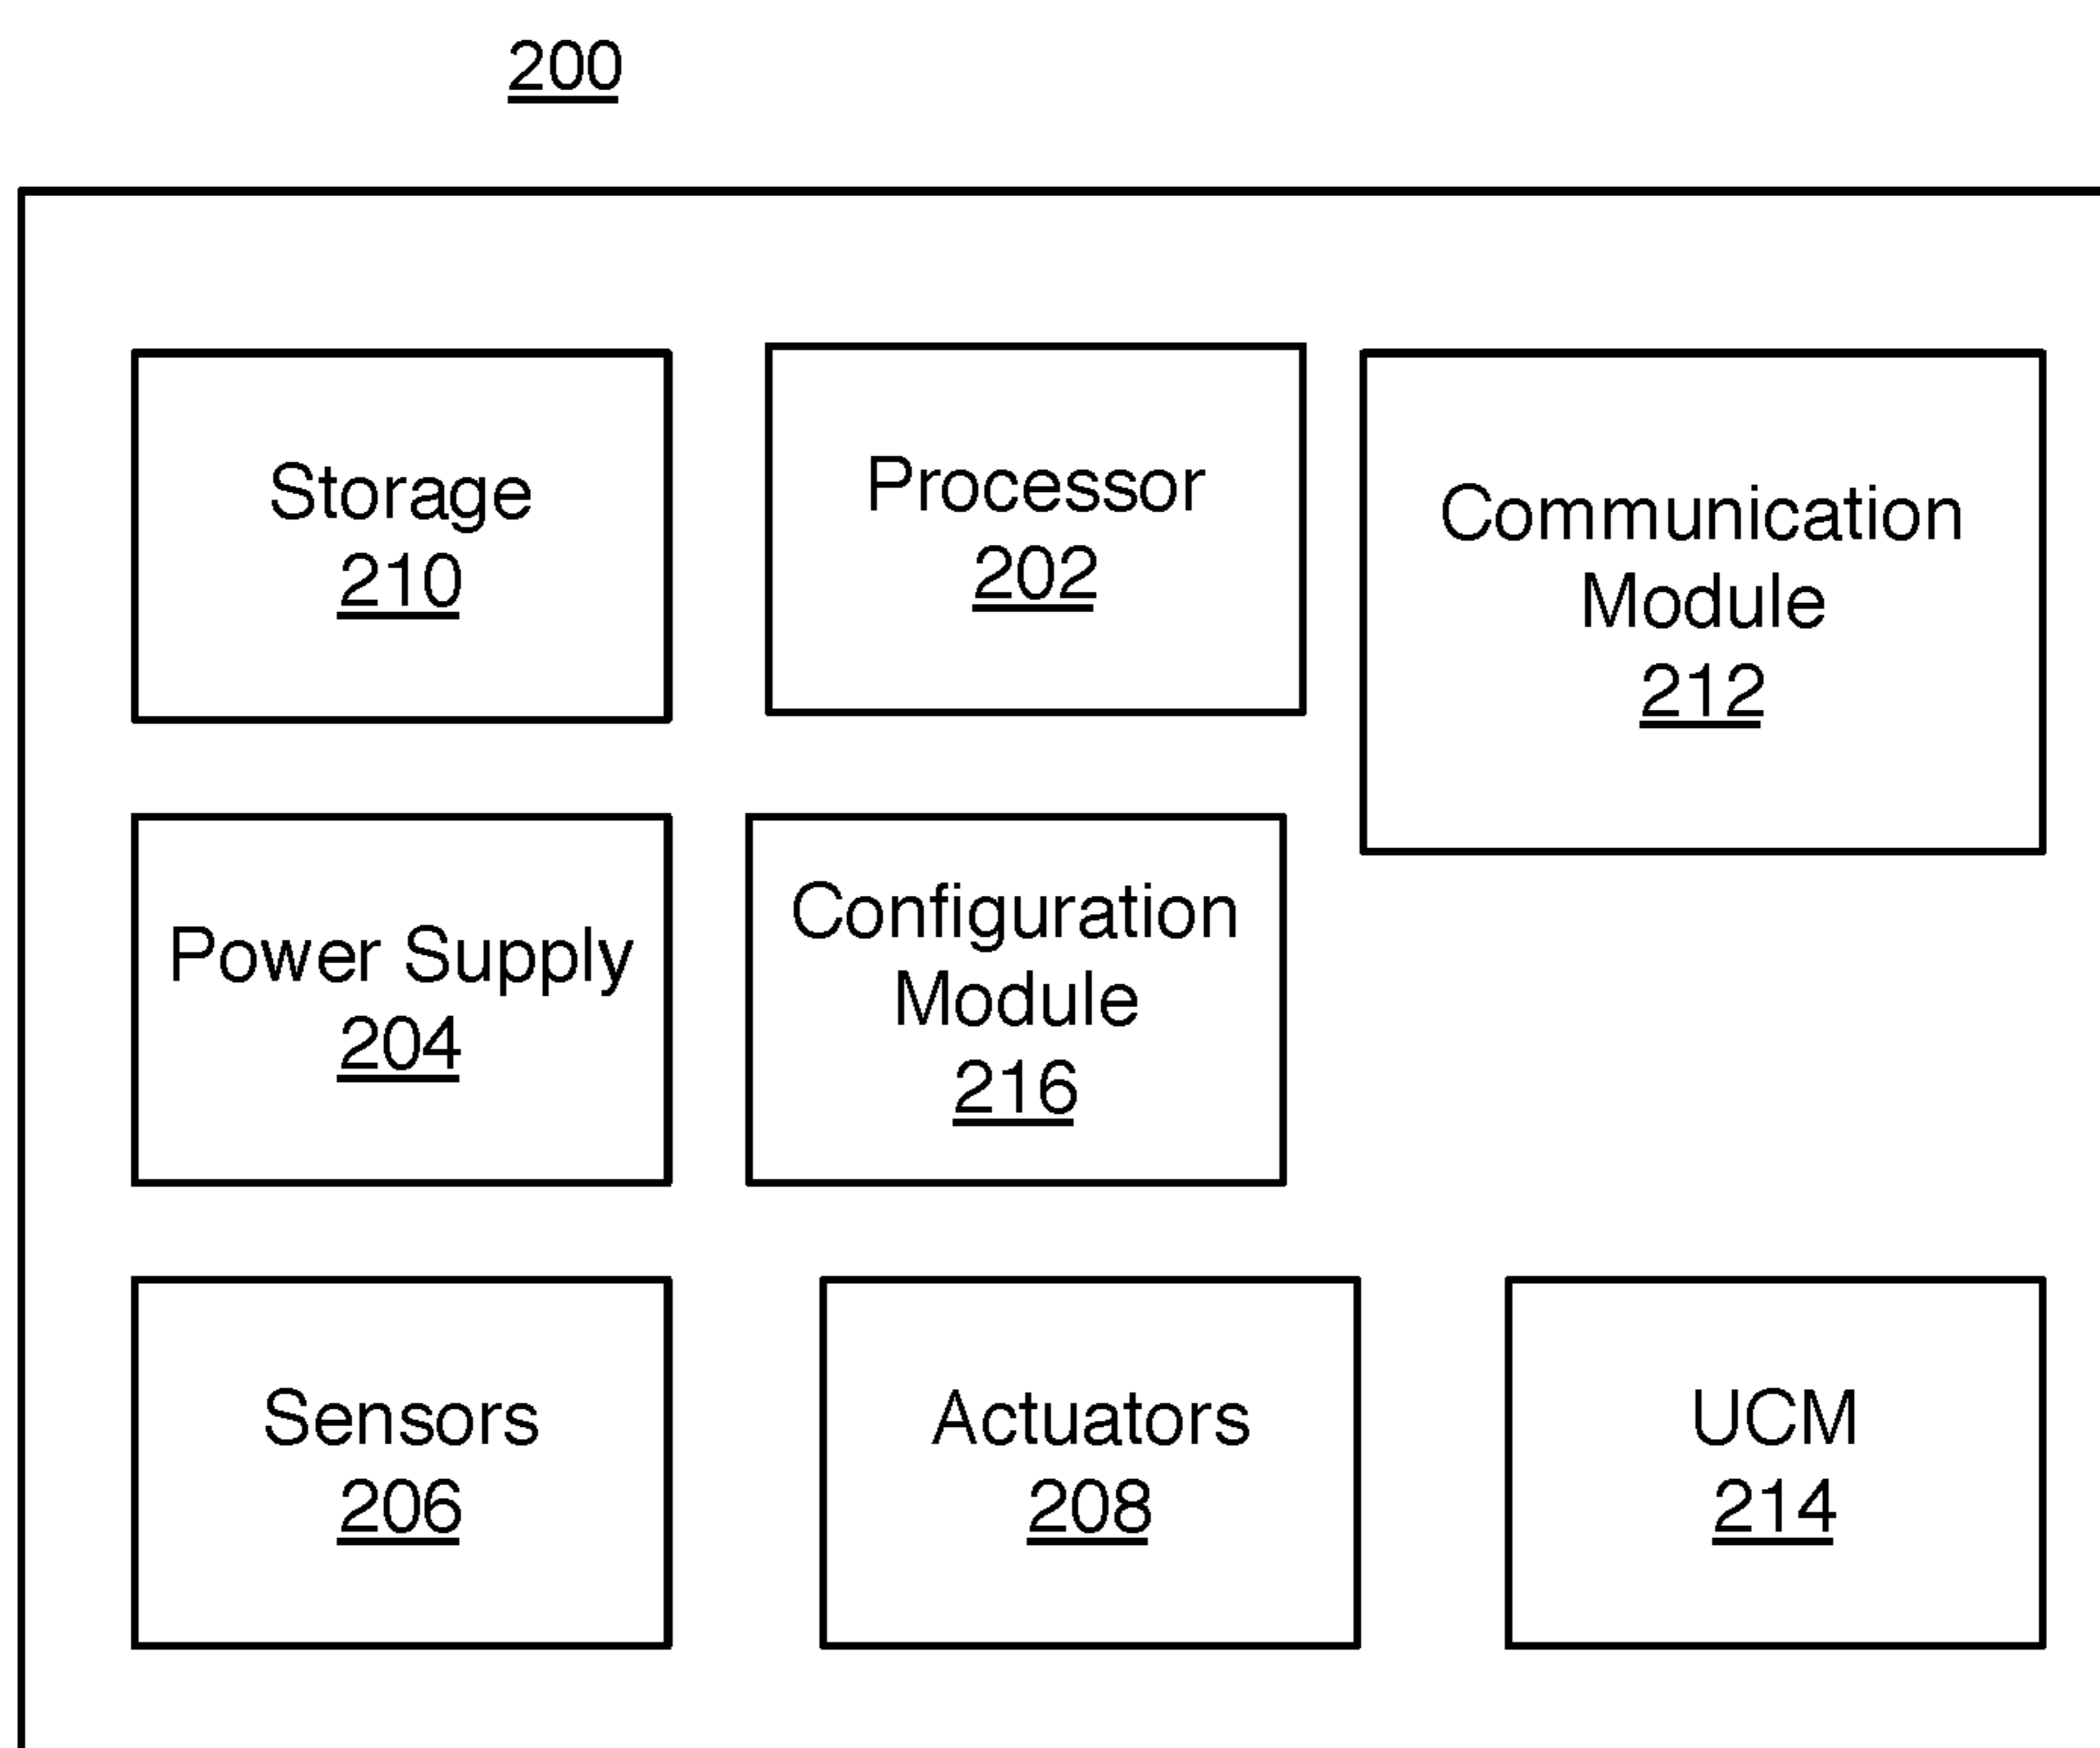 200
Storage
210
Processor
202
Communication
Module
212
Power Supply
204
Configuration
Module
216
Sensors
206
Actuators
208
UCM
214